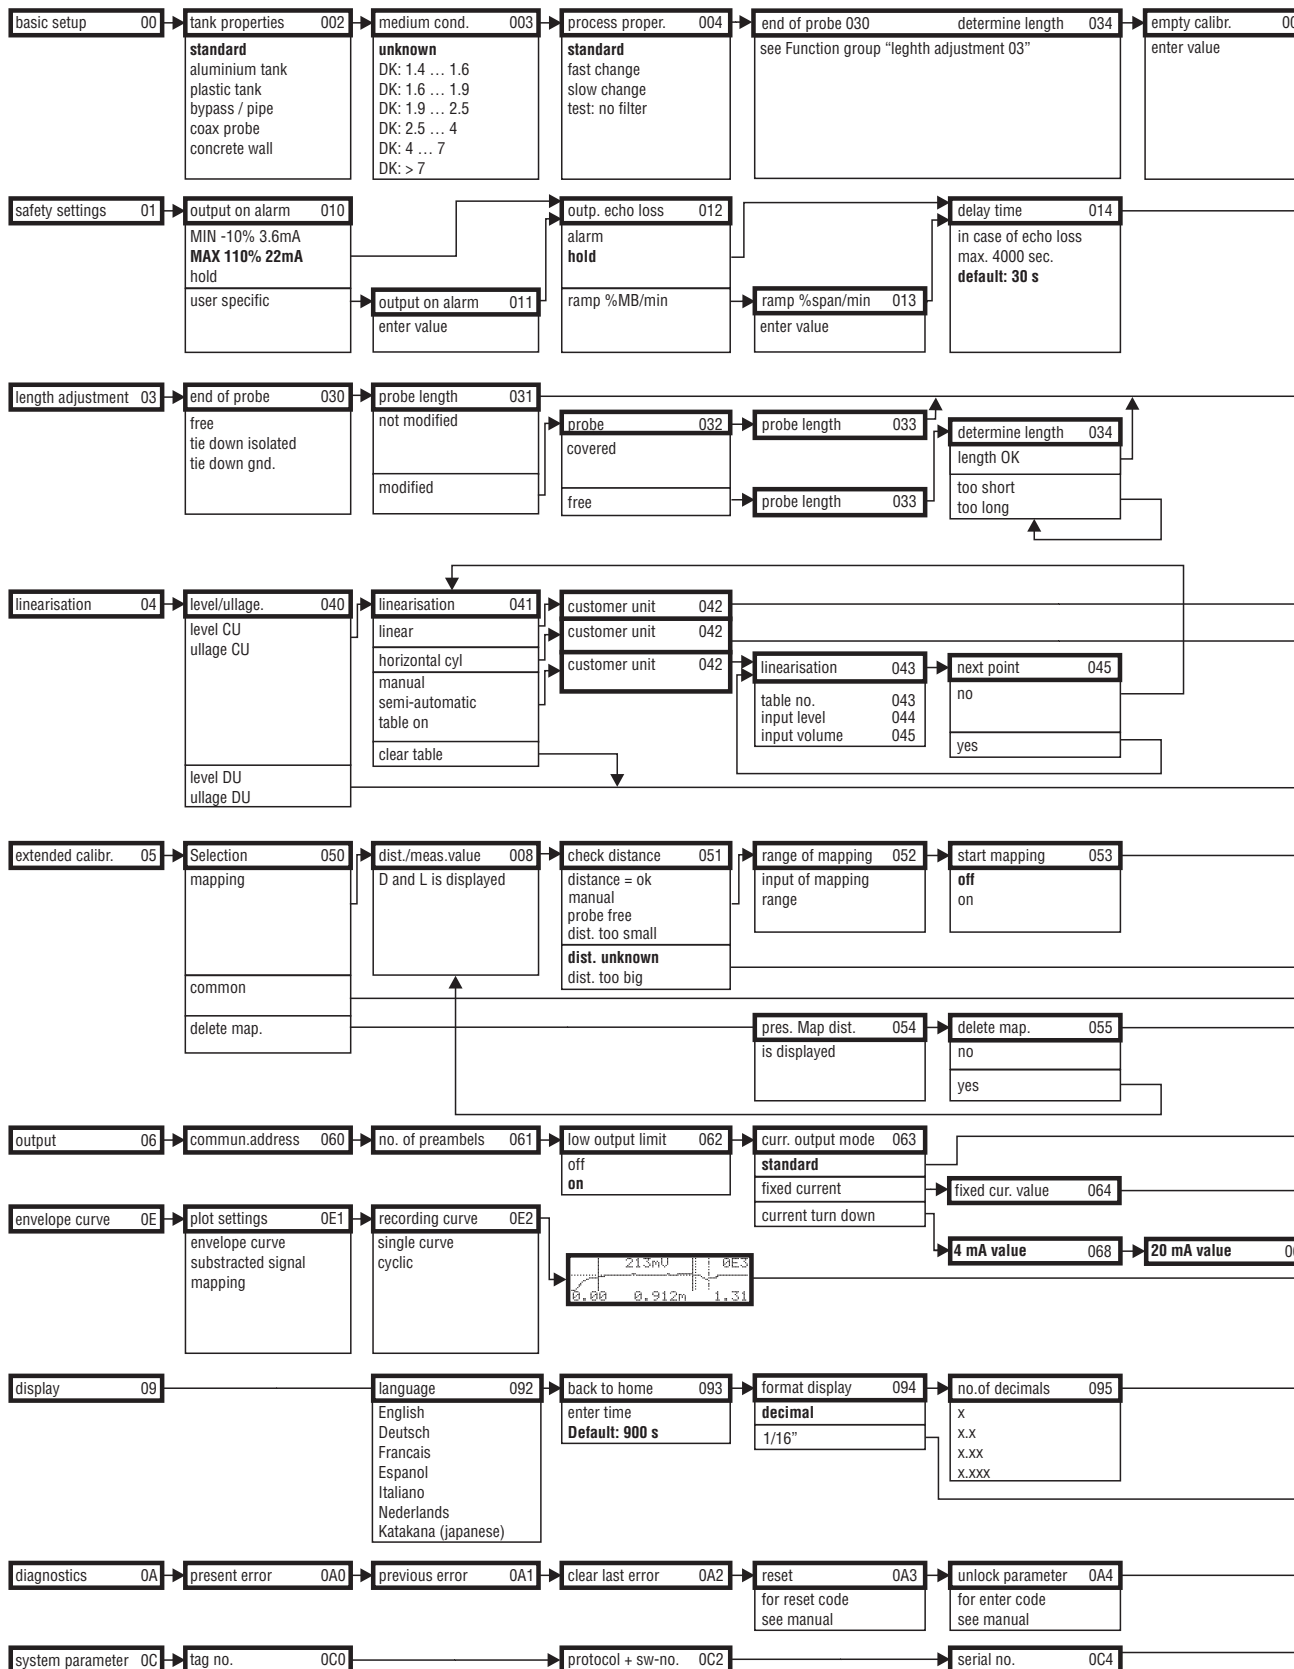 basic setup 00
tank properties 002
standard
aluminium tank
plastic tank
bypass / pipe
coax probe
concrete wall
medium cond. 003
unknown
DK: 1.4 … 1.6
DK: 1.6 … 1.9
DK: 1.9 … 2.5
DK: 2.5 … 4
DK: 4 … 7
DK: > 7
process proper. 004
standard
fast change
slow change
test: no filter
end of probe 030 determine length 034
see Function group “leghth adjustment 03”
empty calibr.
enter value
safety settings 01
output on alarm 010
MIN -10% 3.6mA
MAX 110% 22mA
hold
user specific
output on alarm 011
enter value
outp. echo loss 012
alarm
hold
ramp %MB/min
ramp %span/min 013
enter value
delay time 014
in case of echo loss
max. 4000 sec.
default: 30 s
length adjustment 03
end of probe 030
free
tie down isolated
tie down gnd.
probe length 031
not modified
modified
probe 032
covered
free
probe length 033
probe length 033
determine length 034
length OK
too short
too long
linearisation 04
level/ullage. 040
level CU
ullage CU
level DU
ullage DU
linearisation 041
linear
horizontal cyl
manual
semi-automatic
table on
clear table
customer unit 042
customer unit 042
customer unit 042
linearisation 043
table no. 043
input level 044
input volume 045
next point 045
no
yes
extended calibr. 05
Selection 050
mapping
common
delete map.
dist./meas.value 008
D and L is displayed
check distance 051
distance = ok
manual
probe free
dist. too small
dist. unknown
dist. too big
range of mapping 052
input of mapping
range
start mapping 053
off
on
pres. Map dist. 054
is displayed
delete map. 055
no
yes
output 06
commun.address 060
no. of preambels 061
low output limit 062
off
on
curr. output mode 063
standard
fixed current
current turn down
fixed cur. value 064
4 mA value 068
20 mA value
envelope curve 0E
plot settings 0E1
envelope curve
substracted signal
mapping
recording curve 0E2
single curve
cyclic
213mV 0E3
0.00 0.912m 1.31
display 09
language 092
English
Deutsch
Francais
Espanol
Italiano
Nederlands
Katakana (japanese)
back to home 093
enter time
Default: 900 s
format display 094
decimal
1/16”
no.of decimals 095
x
x.x
x.xx
x.xxx
diagnostics 0A
present error 0A0
previous error 0A1
clear last error 0A2
reset 0A3
for reset code
see manual
unlock parameter 0A4
for enter code
see manual
system parameter 0C
tag no. 0C0
protocol + sw-no. 0C2
serial no. 0C4